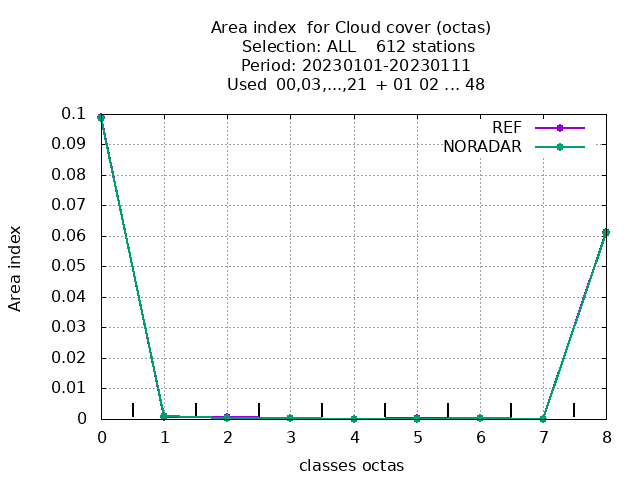 Area index  for Cloud cover (octas)
Selection: ALL    612 stations
Period: 20230101-20230111
Used  00,03,...,21  + 01 02 ... 48
REF
NORADAR
0.1
0.09
0.08
0.07
0.06
0.05
0.04
0.03
0.02
0.01
0
Area index
0 1 2 3 4 5 6 7 8
classes octas